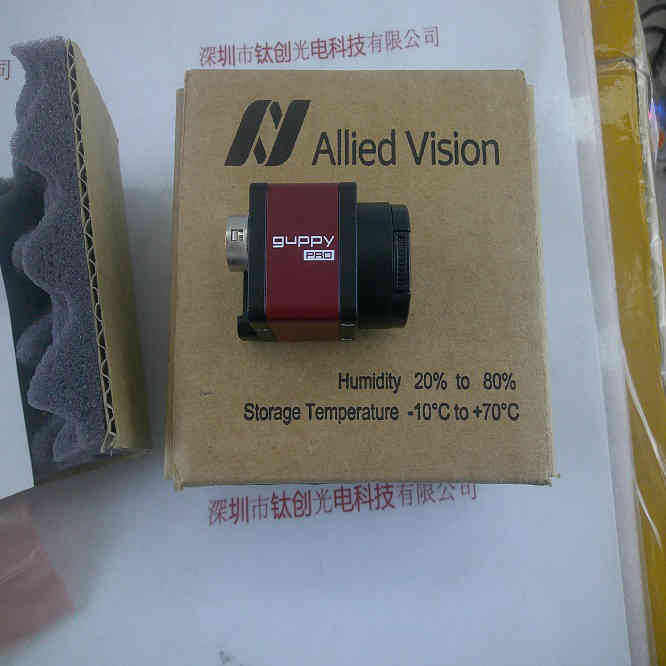 深圳市钛创光电科技有限公司
司
Allied Vision
guppy
PRO
Humidity 20% to 80%
Storage Temperature -10°C to +70°C
深圳市钛创光电科技有限公司